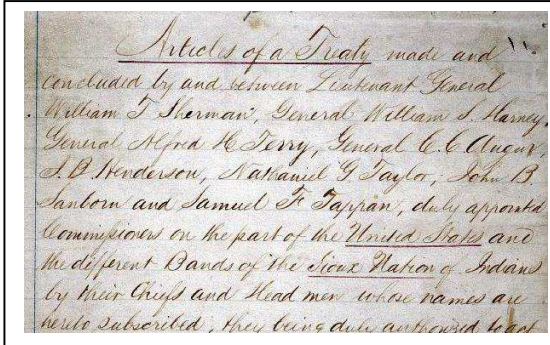 Articles of a Treaty made and
concluded by and between Lieutenant General
William T Sherman, General William S. Harney,
General Alfred H Terry, General C. C Augur,
J. B. Henderson, Nathaniel G Taylor, John B.
Sanborn and Samuel F Tappan, duly appointed
Commissioners on the part of the United States and
the different Bands of the Sioux Nation of Indians
by their Chiefs and Head men whose names are
hereto subscribed, they being duly authorized to act